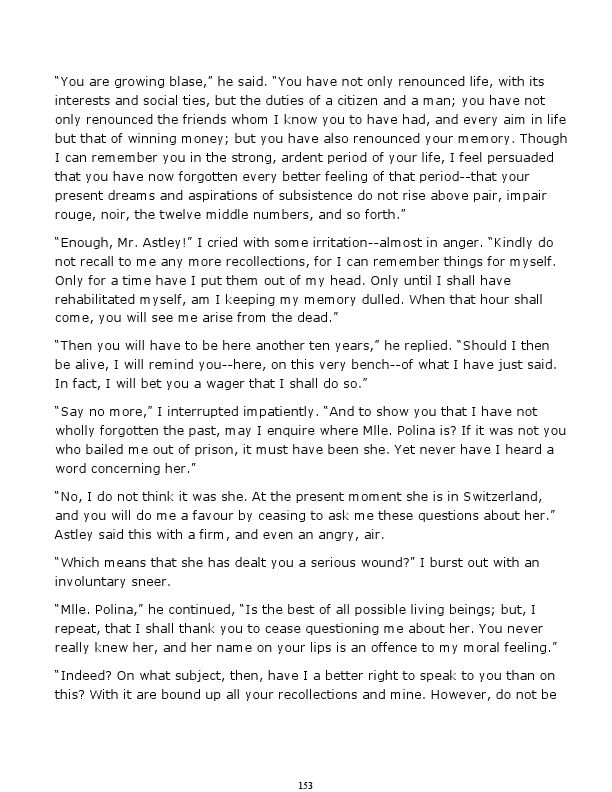 “You are growing blase,” he said. “You have not only renounced life, with its
interests and social ties, but the duties of a citizen and a man; you have not
only renounced the friends whom I know you to have had, and every aim in life
but that of winning money; but you have also renounced your memory. Though
I can remember you in the strong, ardent period of your life, I feel persuaded
that you have now forgotten every better feeling of that period--that your
present dreams and aspirations of subsistence do not rise above pair, impair
rouge, noir, the twelve middle numbers, and so forth.”
“Enough, Mr. Astley!” I cried with some irritation--almost in anger. “Kindly do
not recall to me any more recollections, for I can remember things for myself.
Only for a time have I put them out of my head. Only until I shall have
rehabilitated myself, am I keeping my memory dulled. When that hour shall
come, you will see me arise from the dead.”
“Then you will have to be here another ten years,” he replied. “Should I then
be alive, I will remind you--here, on this very bench--of what I have just said.
In fact, I will bet you a wager that I shall do so.”
“Say no more,” I interrupted impatiently. “And to show you that I have not
wholly forgotten the past, may I enquire where Mlle. Polina is? If it was not you
who bailed me out of prison, it must have been she. Yet never have I heard a
word concerning her.”
“No, I do not think it was she. At the present moment she is in Switzerland,
and you will do me a favour by ceasing to ask me these questions about her.”
Astley said this with a firm, and even an angry, air.
“Which means that she has dealt you a serious wound?” I burst out with an
involuntary sneer.
“Mlle. Polina,” he continued, “Is the best of all possible living beings; but, I
repeat, that I shall thank you to cease questioning me about her. You never
really knew her, and her name on your lips is an offence to my moral feeling.”
“Indeed? On what subject, then, have I a better right to speak to you than on
this? With it are bound up all your recollections and mine. However, do not be
153